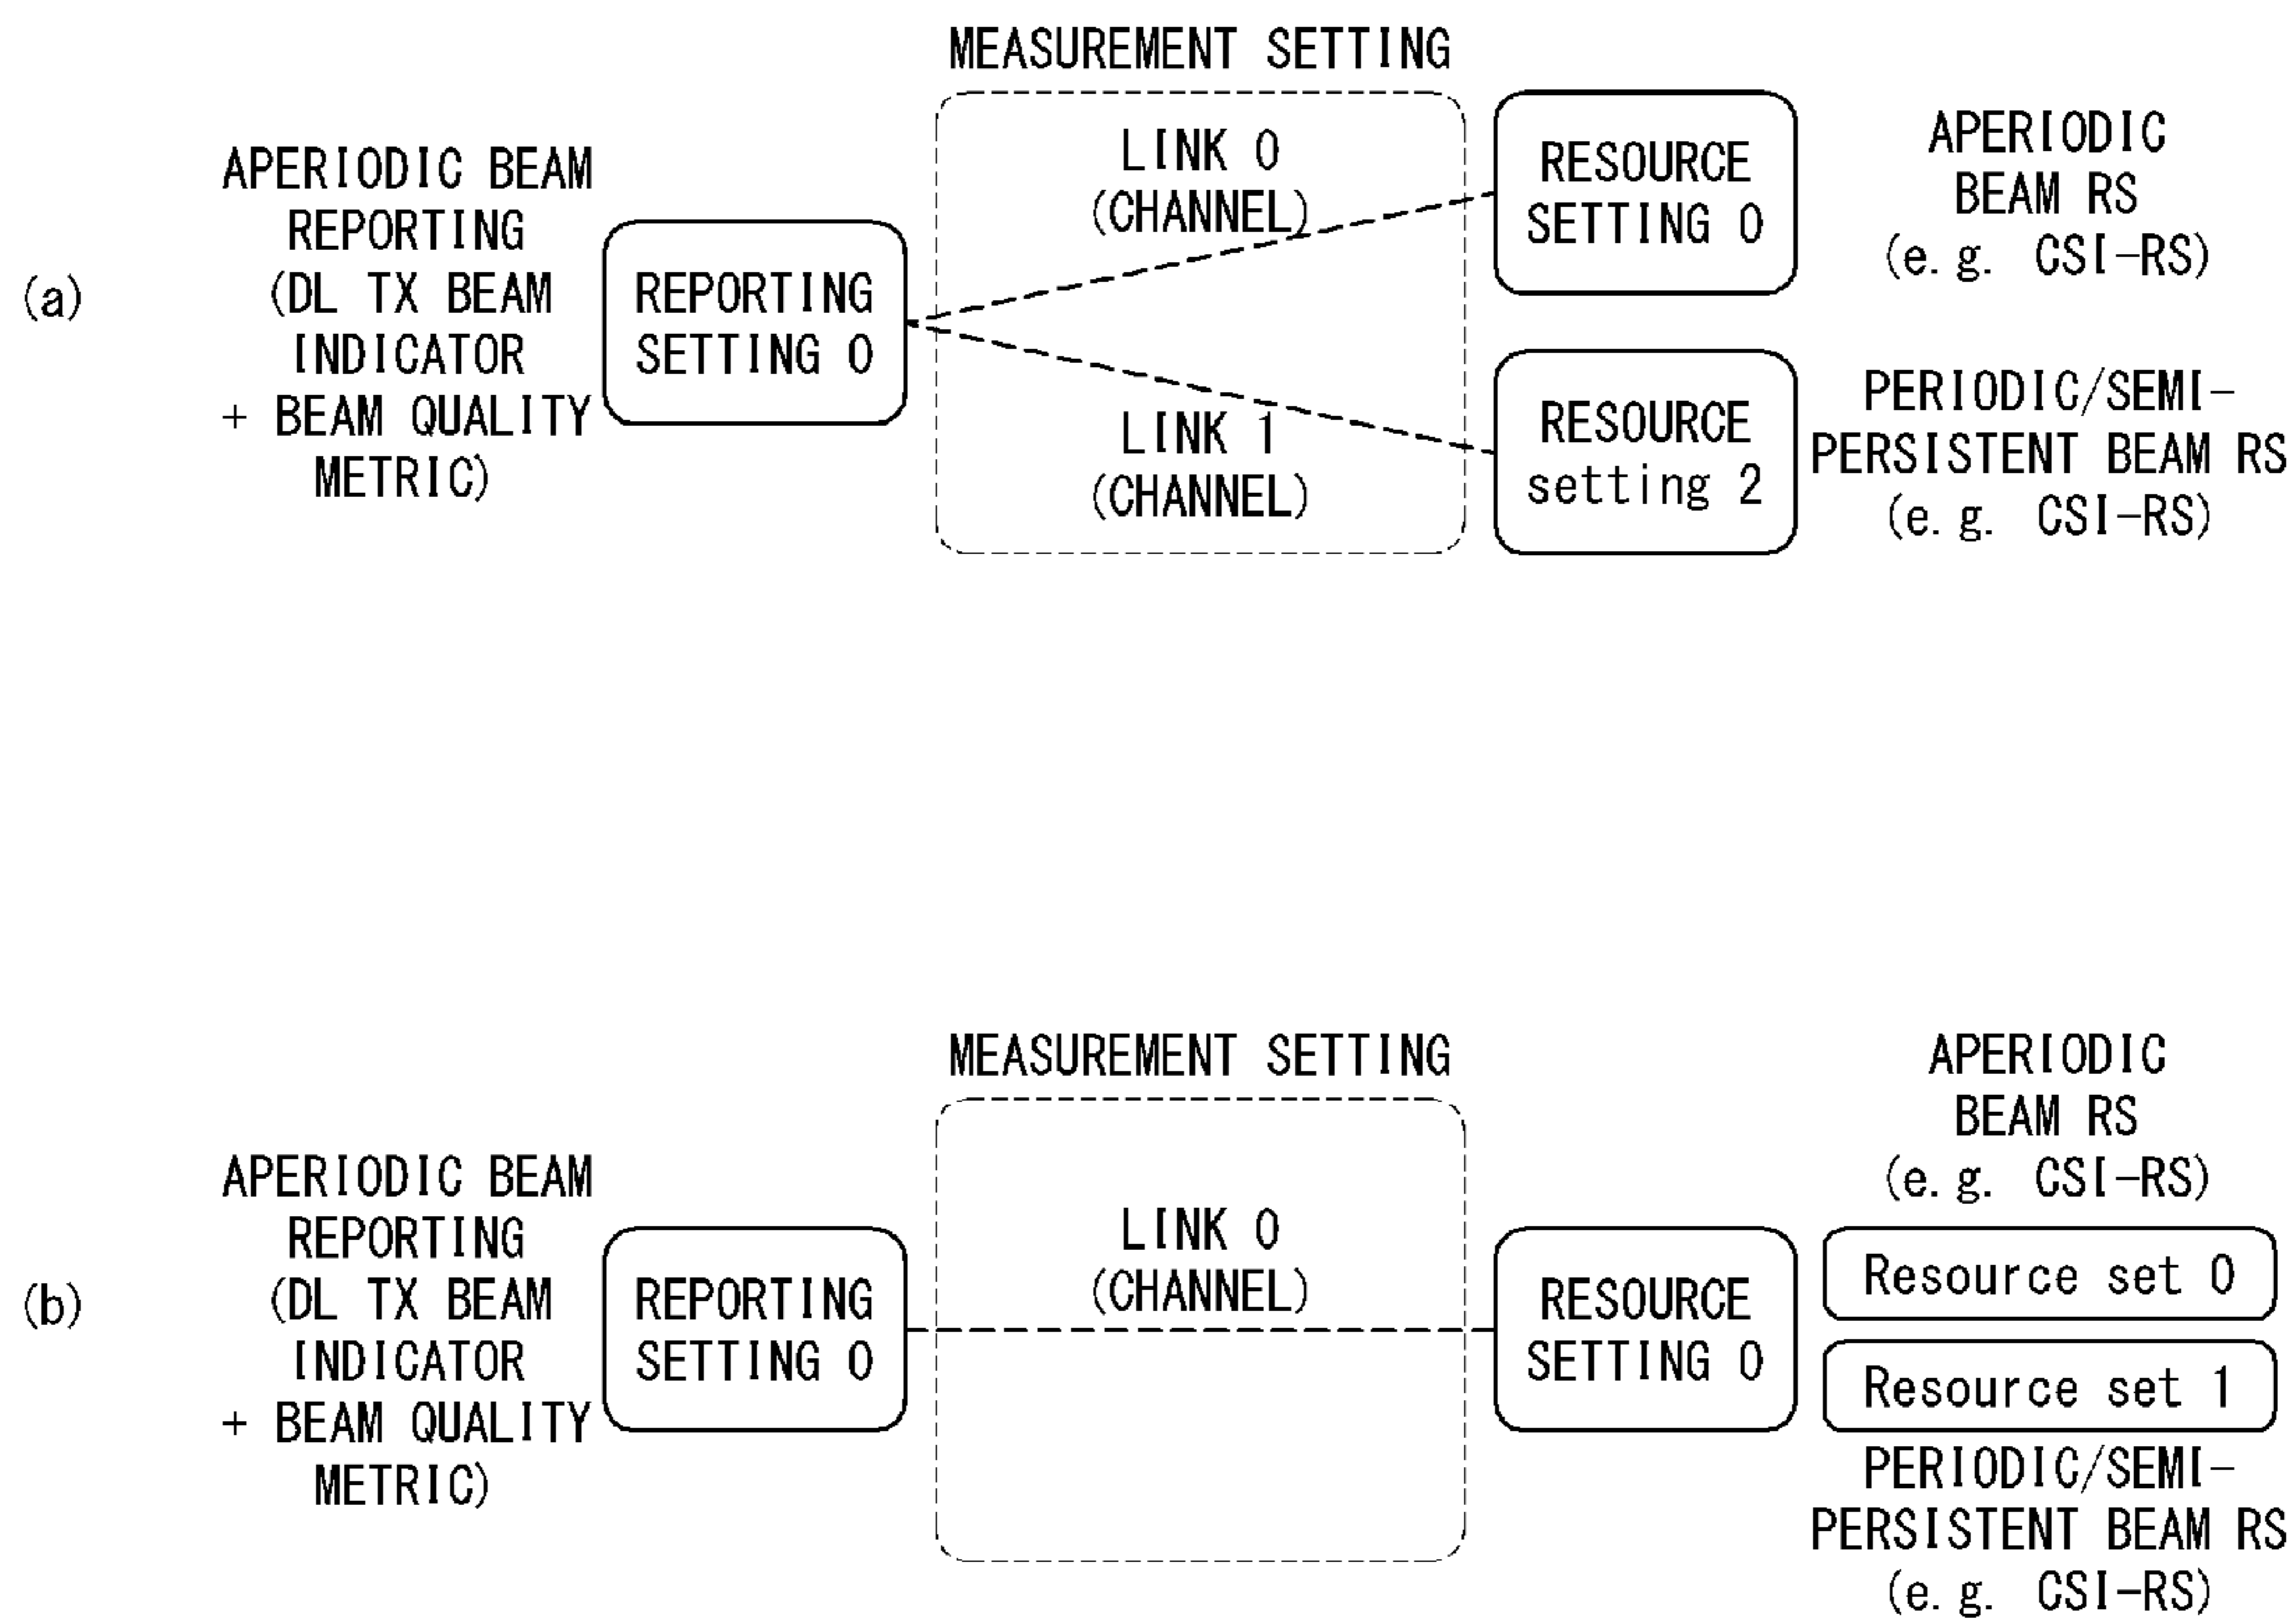 (a)
APERIODIC BEAM
REPORTING
(DL TX BEAM
INDICATOR
+ BEAM QUALITY
METRIC)
REPORTING
SETTING 0
MEASUREMENT SETTING
LINK 0
(CHANNEL)
LINK 1
(CHANNEL)
RESOURCE
SETTING 0
APERIODIC
BEAM RS
(e.g. CSI-RS)
RESOURCE
setting 2
PERIODIC/SEMI-
PERSISTENT BEAM RS
(e.g. CSI-RS)
(b)
APERIODIC BEAM
REPORTING
(DL TX BEAM
INDICATOR
+ BEAM QUALITY
METRIC)
REPORTING
SETTING 0
MEASUREMENT SETTING
LINK 0
(CHANNEL)
RESOURCE
SETTING 0
APERIODIC
BEAM RS
(e.g. CSI-RS)
Resource set 0
Resource set 1
PERIODIC/SEMI-
PERSISTENT BEAM RS
(e.g. CSI-RS)